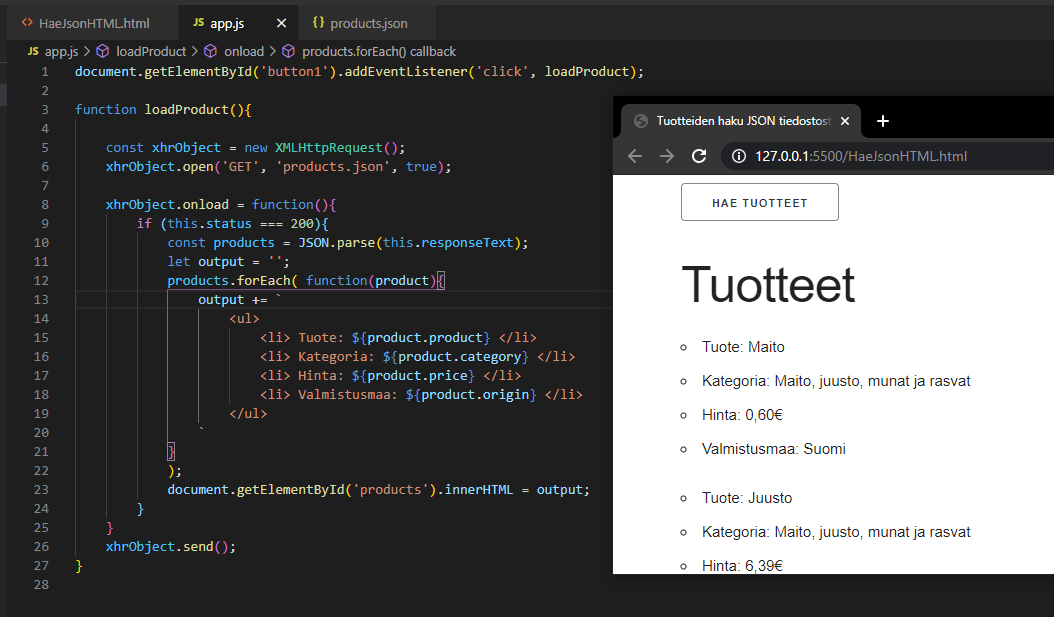 HaeJsonHTML.html
JS app.js
{} products.json
JS app.js > loadProduct > onload > products.forEach() callback
1 document.getElementById('button1').addEventListener('click', loadProduct);
2
3 function loadProduct(){
4
5 const xhrObject = new XMLHttpRequest();
6 xhrObject.open('GET', 'products.json', true);
7
8 xhrObject.onload = function(){
9 if (this.status === 200){
10 const products = JSON.parse(this.responseText);
11 let output = '';
12 products.forEach( function(product){
13 output += `
14 <ul>
15 <li> Tuote: ${product.product} </li>
16 <li> Kategoria: ${product.category} </li>
17 <li> Hinta: ${product.price} </li>
18 <li> Valmistusmaa: ${product.origin} </li>
19 </ul>
20 `
21 }
22 );
23 document.getElementById('products').innerHTML = output;
24 }
25 }
26 xhrObject.send();
27 }
28
Tuotteiden haku JSON tiedostost
127.0.0.1:5500/HaeJsonHTML.html
HAE TUOTTEET
Tuotteet
Tuote: Maito
Kategoria: Maito, juusto, munat ja rasvat
Hinta: 0,60€
Valmistusmaa: Suomi
Tuote: Juusto
Kategoria: Maito, juusto, munat ja rasvat
Hinta: 6,39€